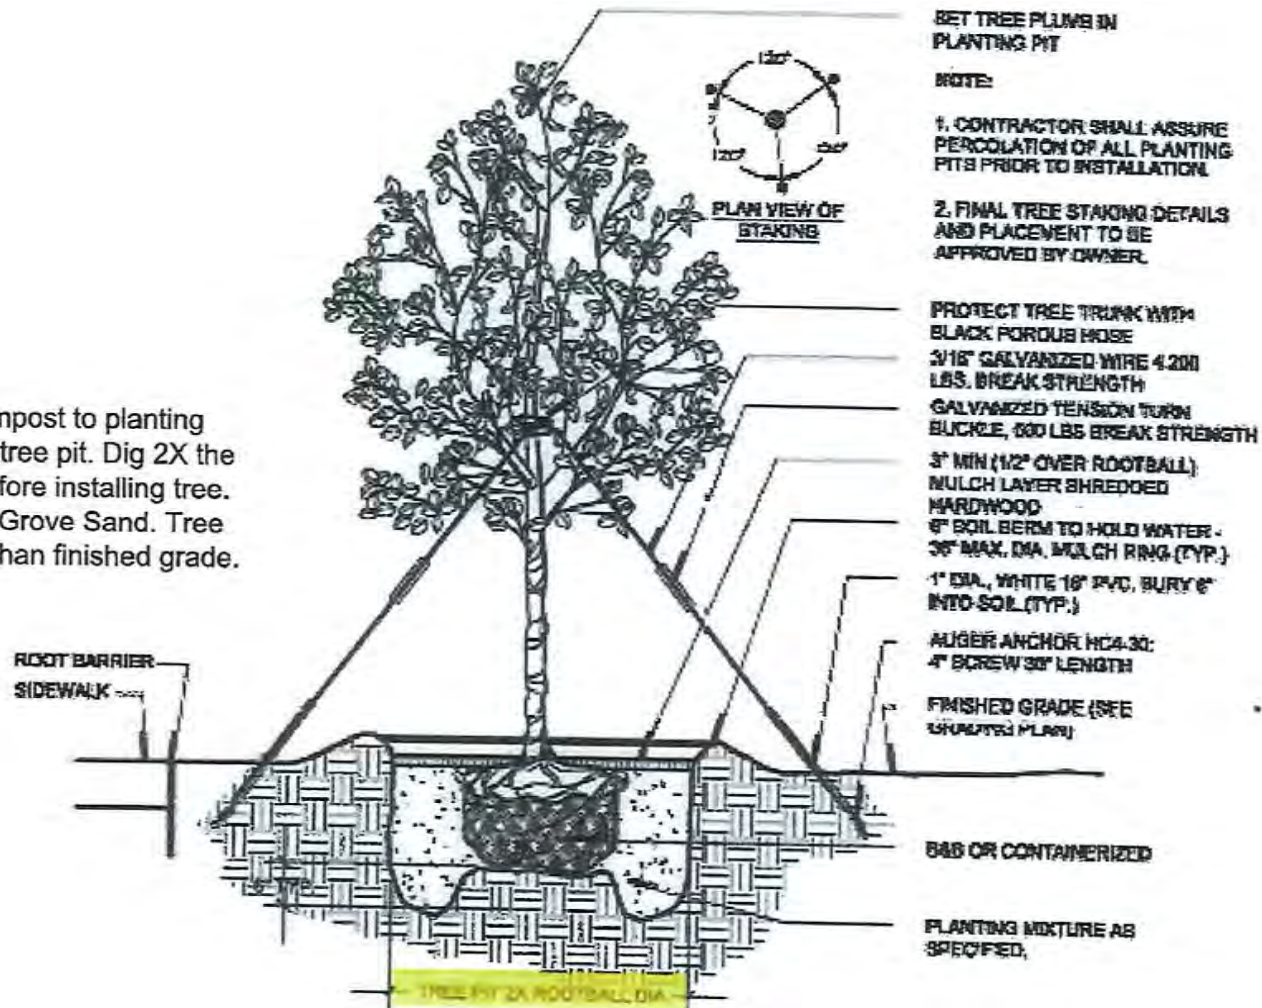 SET TREE PLUMB IN
PLANTING PIT
NOTE:
1. CONTRACTOR SHALL ASSURE
PERCOLATION OF ALL PLANTING
PITS PRIOR TO INSTALLATION.
2. FINAL TREE STAKING DETAILS
AND PLACEMENT TO BE
APPROVED BY OWNER.
120°
120°
120°
PLAN VIEW OF
STAKING
PROTECT TREE TRUNK WITH
BLACK POROUS HOSE
3/16" GALVANIZED WIRE 4,200
LBS. BREAK STRENGTH
GALVANIZED TENSION TURN
BUCKLE, LBS BREAK STRENGTH
3" MIN (1/2" OVER ROOTBALL)
MULCH LAYER SHREDDED
HARDWOOD
6" SOIL BERM TO HOLD WATER -
36" MAX. DIA. MULCH RING (TYP.)
1" DIA., WHITE 18" PVC, BURY 6"
INTO SOIL (TYP.)
AUGER ANCHOR HC4-30:
4" SCREW 30" LENGTH
FINISHED GRADE (SEE
GRADING PLAN)
B&B OR CONTAINERIZED
PLANTING MIXTURE AS
SPECIFIED.
mpost to planting
tree pit. Dig 2X the
fore installing tree.
Grove Sand. Tree
han finished grade.
ROOT BARRIER
SIDEWALK
TREE PIT 2X ROOTBALL DIA